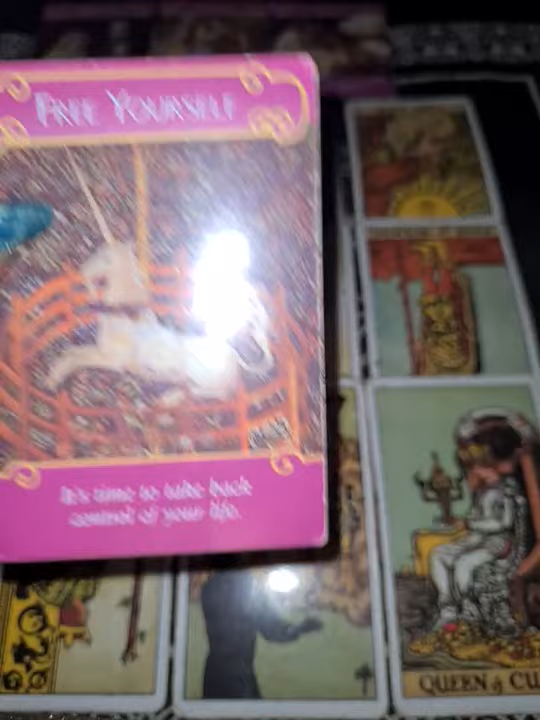 FREE YOURSELF
It's time to take back
control of your life.
QUEEN of CU